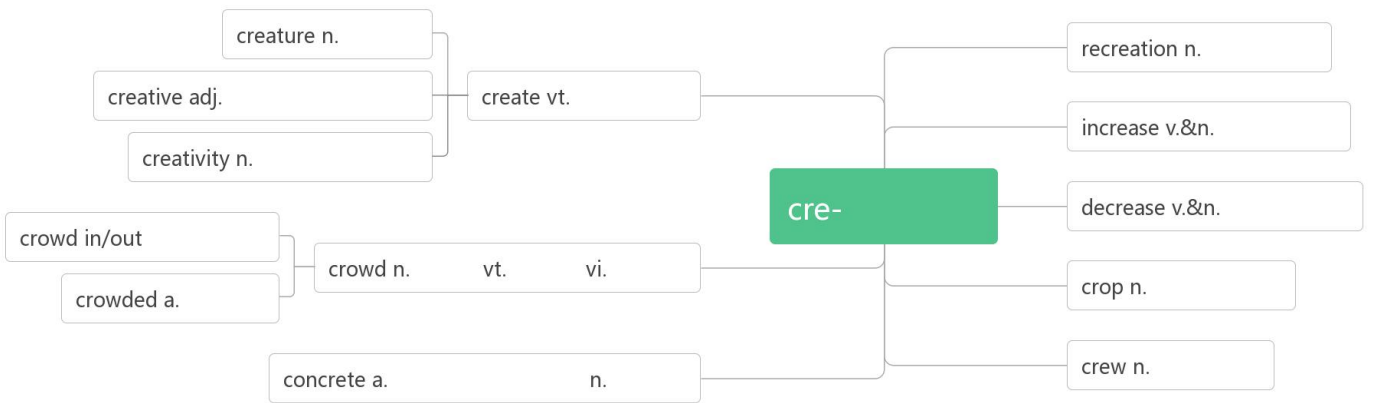 creature n.
creative adj.
creativity n.
create vt.
crowd in/out
crowded a.
crowd n. vt. vi.
concrete a. n.
cre-
recreation n.
increase v.&n.
decrease v.&n.
crop n.
crew n.